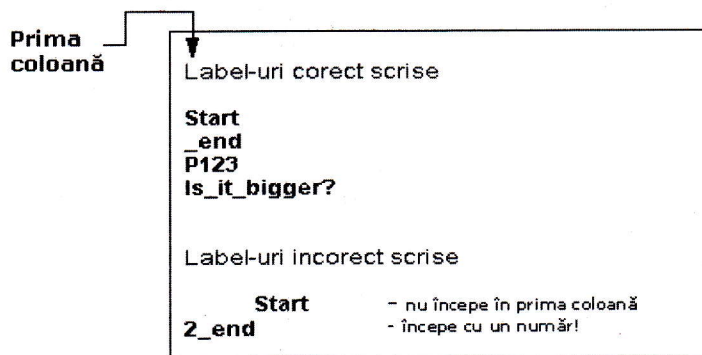 Prima
coloană
Label-uri corect scrise
Start
_end
P123
Is_it_bigger?
Label-uri incorect scrise
Start - nu începe în prima coloană
2_end - începe cu un număr!